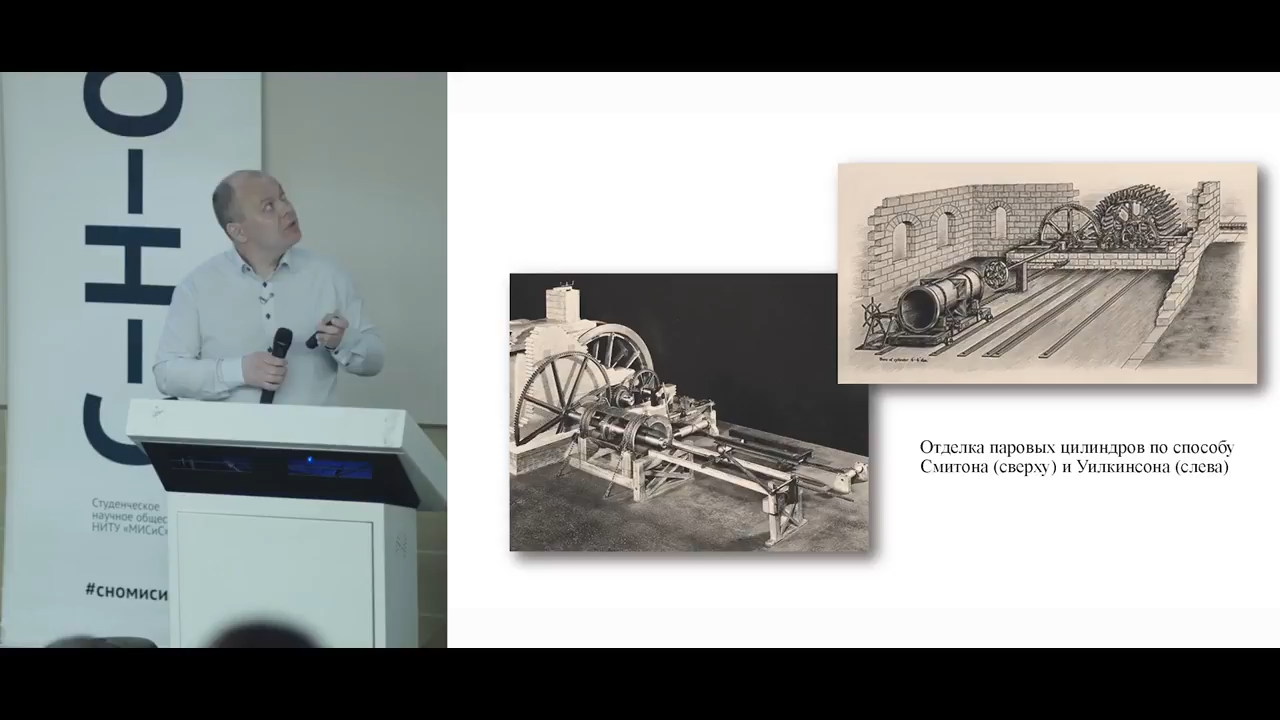 С–Н–О
Студенческое
научное общес
НИТУ «МИСиС
#сномиси
Отделка паровых цилиндров по способу
Смитона (сверху) и Уилкинсона (слева)